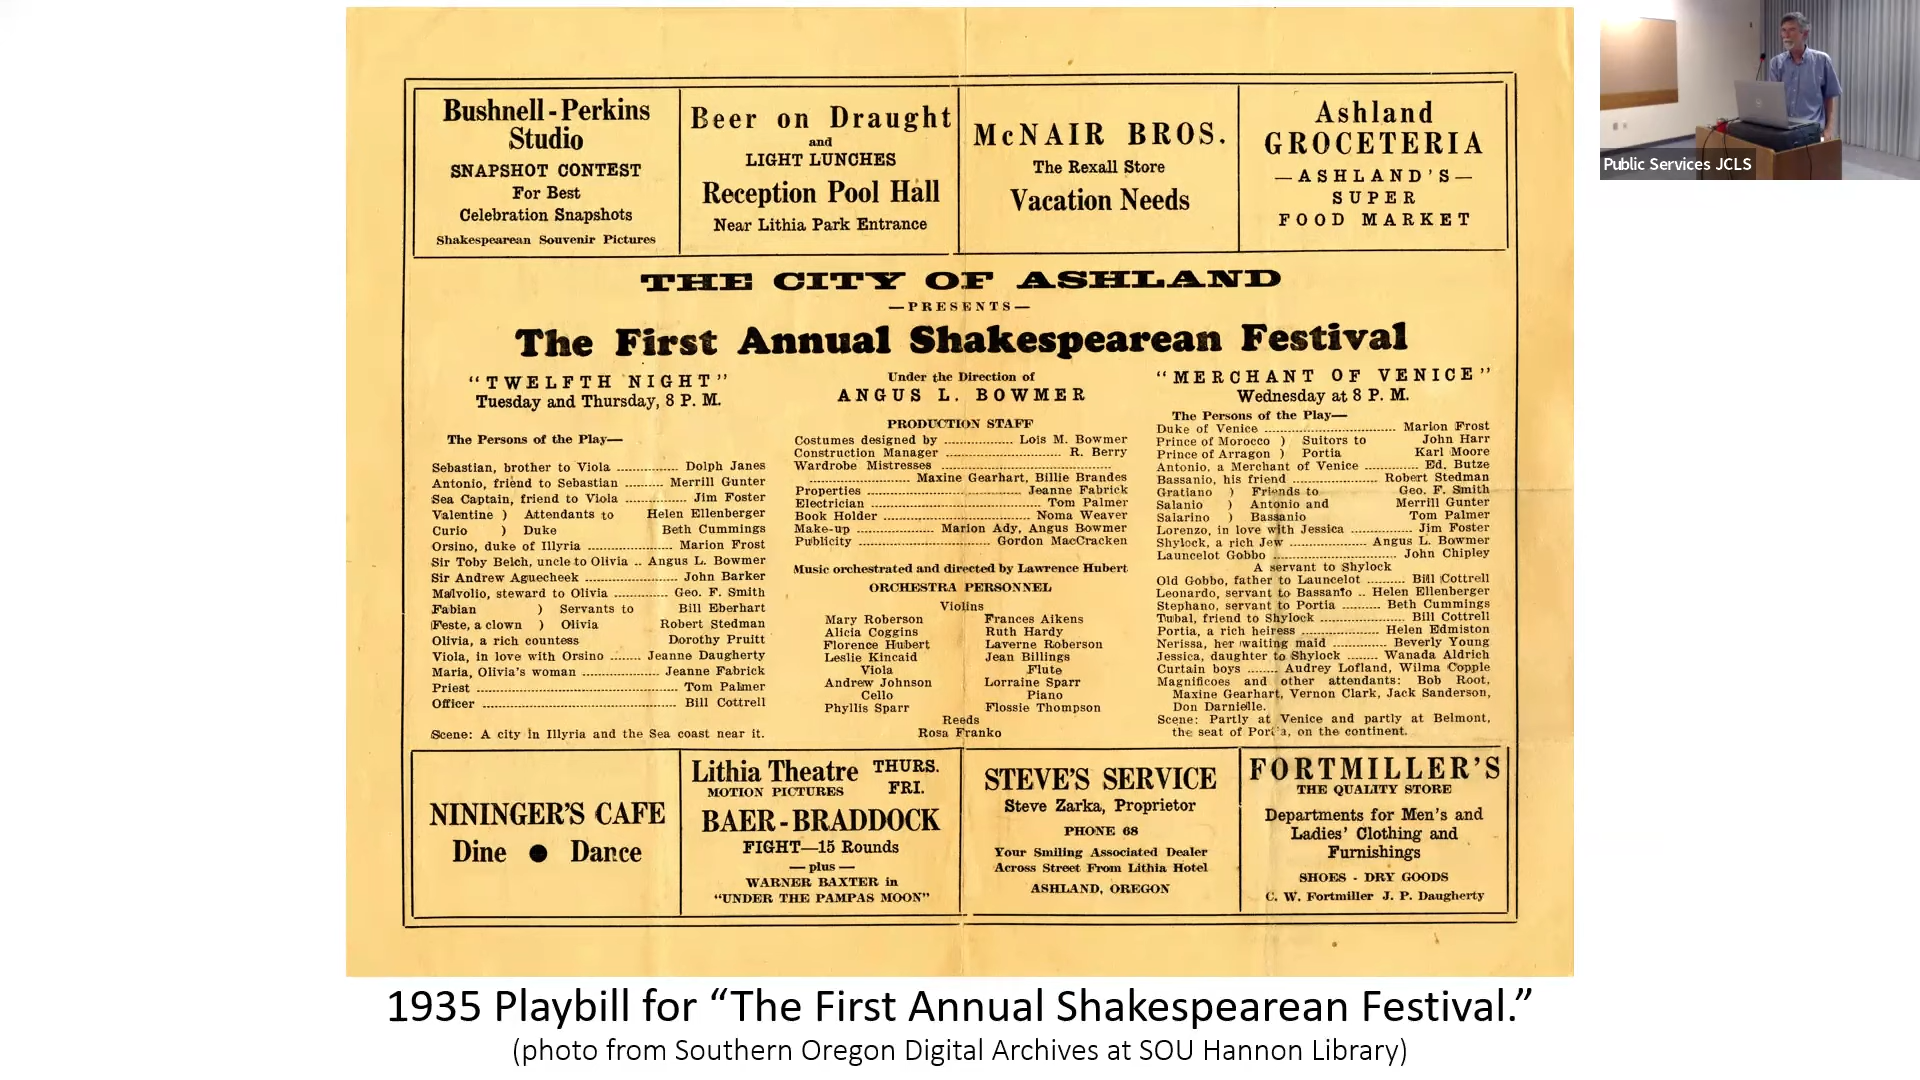 Bushnell-Perkins
Studio
SNAPSHOT CONTEST
For Best
Celebration Snapshots
Shakespearean Souvenir Pictures
Beer on Draught
and
LIGHT LUNCHES
Reception Pool Hall
Near Lithia Park Entrance
McNAIR BROS.
The Rexall Store
Vacation Needs
Ashland
GROCETERIA
—ASHLAND'S—
SUPER
FOOD MARKET
Public Services JCLS
THE CITY OF ASHLAND
—PRESENTS—
The First Annual Shakespearean Festival
"TWELFTH NIGHT"
Tuesday and Thursday, 8 P. M.
The Persons of the Play—
Sebastian, brother to Viola .............. Dolph Janes
Antonio, friend to Sebastian ......... Merrill Gunter
Sea Captain, friend to Viola ............ Jim Foster
Valentine ) Attendants to Helen Ellenberger
Curio ) Duke Beth Cummings
Orsino, duke of Illyria .................... Marion Frost
Sir Toby Belch, uncle to Olivia .. Angus L. Bowmer
Sir Andrew Aguecheek ...................... John Barker
Malvolio, steward to Olivia ............. Geo. F. Smith
Fabian ) Servants to Bill Eberhart
Feste, a clown ) Olivia Robert Stedman
Olivia, a rich countess Dorothy Pruitt
Viola, in love with Orsino ........ Jeanne Daugherty
Maria, Olivia's woman ................... Jeanne Fabrick
Priest ................................................ Tom Palmer
Officer ............................................. Bill Cottrell
Scene: A city in Illyria and the Sea coast near it.
Under the Direction of
ANGUS L. BOWMER
PRODUCTION STAFF
Costumes designed by ................ Lois M. Bowmer
Construction Manager .......................... R. Berry
Wardrobe Mistresses ......................................
....................... Maxine Gearhart, Billie Brandes
Properties .................................... Jeanne Fabrick
Electrician ........................................ Tom Palmer
Book Holder ................................. Noma Weaver
Make-up .................. Marion Ady, Angus Bowmer
Publicity .............................. Gordon MacCracken
Music orchestrated and directed by Lawrence Hubert
ORCHESTRA PERSONNEL
Violins
Mary Roberson Frances Aikens
Alicia Coggins Ruth Hardy
Florence Hubert Laverne Roberson
Leslie Kincaid Jean Billings
Viola Flute
Andrew Johnson Lorraine Sparr
Cello Piano
Phyllis Sparr Flossie Thompson
Reeds
Rosa Franko
"MERCHANT OF VENICE"
Wednesday at 8 P. M.
The Persons of the Play—
Duke of Venice ............................... Marion Frost
Prince of Morocco ) Suitors to John Harr
Prince of Arragon ) Portia Karl Moore
Antonio, a Merchant of Venice ............ Ed. Butze
Bassanio, his friend ........................ Robert Stedman
Gratiano ) Friends to Geo. F. Smith
Salanio ) Antonio and Merrill Gunter
Salarino ) Bassanio Tom Palmer
Lorenzo, in love with Jessica .............. Jim Foster
Shylock, a rich Jew ................ Angus L. Bowmer
Launcelot Gobbo ............................ John Chipley
A servant to Shylock
Old Gobbo, father to Launcelot ......... Bill Cottrell
Leonardo, servant to Bassanio .. Helen Ellenberger
Stephano, servant to Portia ......... Beth Cummings
Tubal, friend to Shylock ................... Bill Cottrell
Portia, a rich heiress ................. Helen Edmiston
Nerissa, her waiting maid ............ Beverly Young
Jessica, daughter to Shylock ....... Wanada Aldrich
Curtain boys ....... Audrey Lofland, Wilma Copple
Magnificoes and other attendants: Bob Root,
Maxine Gearhart, Vernon Clark, Jack Sanderson,
Don Darnielle.
Scene: Partly at Venice and partly at Belmont,
the seat of Portia, on the continent.
NININGER'S CAFE
Dine ● Dance
Lithia Theatre THURS.
MOTION PICTURES FRI.
BAER-BRADDOCK
FIGHT—15 Rounds
—plus—
WARNER BAXTER in
"UNDER THE PAMPAS MOON"
STEVE'S SERVICE
Steve Zarka, Proprietor
PHONE 68
Your Smiling Associated Dealer
Across Street From Lithia Hotel
ASHLAND, OREGON
FORTMILLER'S
THE QUALITY STORE
Departments for Men's and
Ladies' Clothing and
Furnishings
SHOES - DRY GOODS
C. W. Fortmiller J. P. Daugherty
1935 Playbill for “The First Annual Shakespearean Festival.”
(photo from Southern Oregon Digital Archives at SOU Hannon Library)